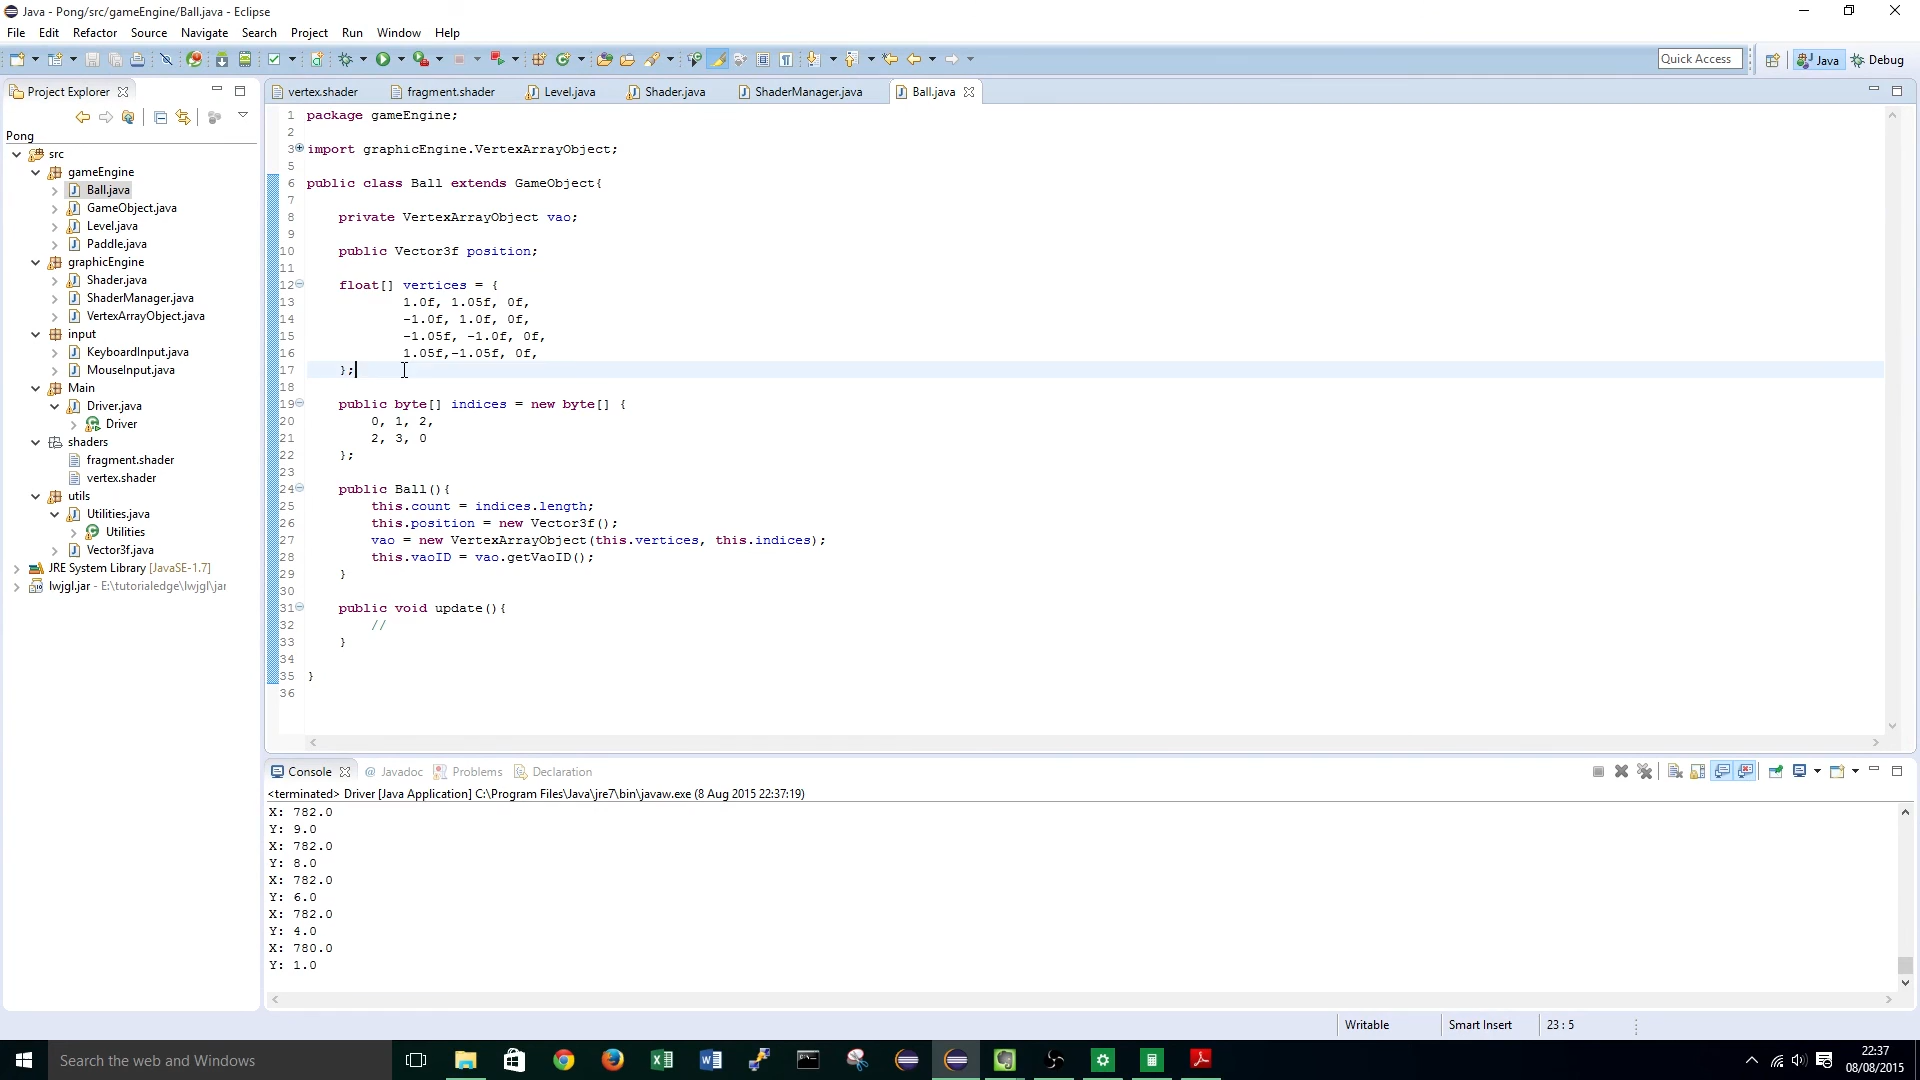 Java - Pong/src/gameEngine/Ball.java - Eclipse
File Edit Refactor Source Navigate Search Project Run Window Help
Quick Access Java Debug
Project Explorer
vertex.shader fragment.shader Level.java Shader.java ShaderManager.java Ball.java
Pong
src
gameEngine
Ball.java
GameObject.java
Level.java
Paddle.java
graphicEngine
Shader.java
ShaderManager.java
VertexArrayObject.java
input
KeyboardInput.java
MouseInput.java
Main
Driver.java
Driver
shaders
fragment.shader
vertex.shader
utils
Utilities.java
Utilities
Vector3f.java
JRE System Library [JavaSE-1.7]
lwjgl.jar - E:\tutorialedge\lwjgl\jar
1 package gameEngine;
2
3 import graphicEngine.VertexArrayObject;
5
6 public class Ball extends GameObject{
7
8 private VertexArrayObject vao;
9
10 public Vector3f position;
11
12 float[] vertices = {
13 1.0f, 1.05f, 0f,
14 -1.0f, 1.0f, 0f,
15 -1.05f, -1.0f, 0f,
16 1.05f,-1.05f, 0f,
17 };
18
19 public byte[] indices = new byte[] {
20 0, 1, 2,
21 2, 3, 0
22 };
23
24 public Ball(){
25 this.count = indices.length;
26 this.position = new Vector3f();
27 vao = new VertexArrayObject(this.vertices, this.indices);
28 this.vaoID = vao.getVaoID();
29 }
30
31 public void update(){
32 //
33 }
34
35 }
36
Console Javadoc Problems Declaration
<terminated> Driver [Java Application] C:\Program Files\Java\jre7\bin\javaw.exe (8 Aug 2015 22:37:19)
X: 782.0
Y: 9.0
X: 782.0
Y: 8.0
X: 782.0
Y: 6.0
X: 782.0
Y: 4.0
X: 780.0
Y: 1.0
Writable Smart Insert 23 : 5
Search the web and Windows
22:37
08/08/2015